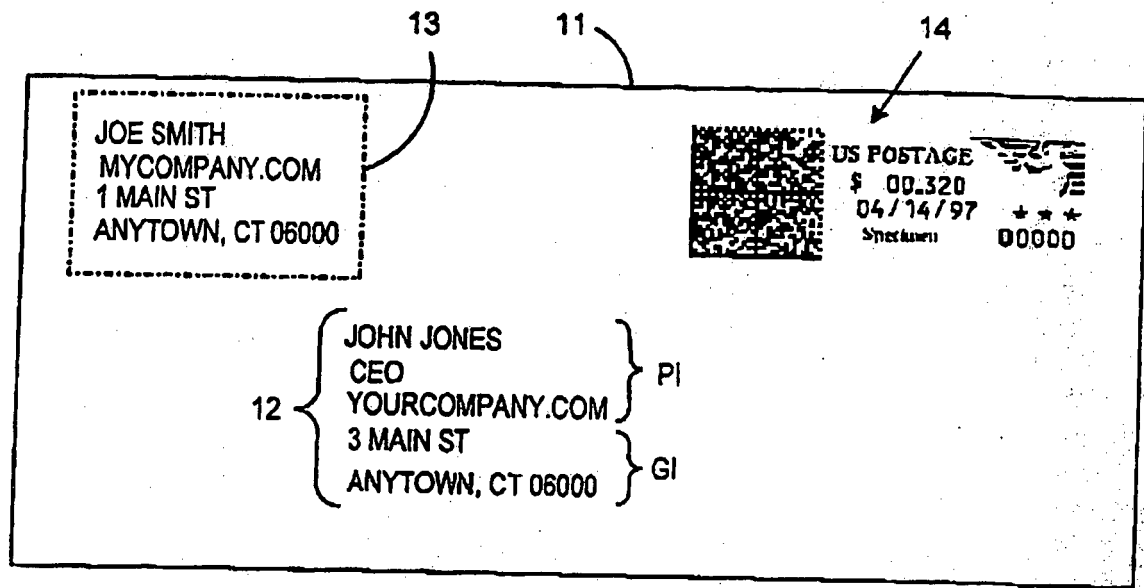 13
11
14
JOE SMITH
MYCOMPANY.COM
1 MAIN ST
ANYTOWN, CT 06000
US POSTAGE
$ 00.320
04/14/97
Specimen
00000
JOHN JONES
CEO
YOURCOMPANY.COM
3 MAIN ST
ANYTOWN, CT 06000
12
PI
GI